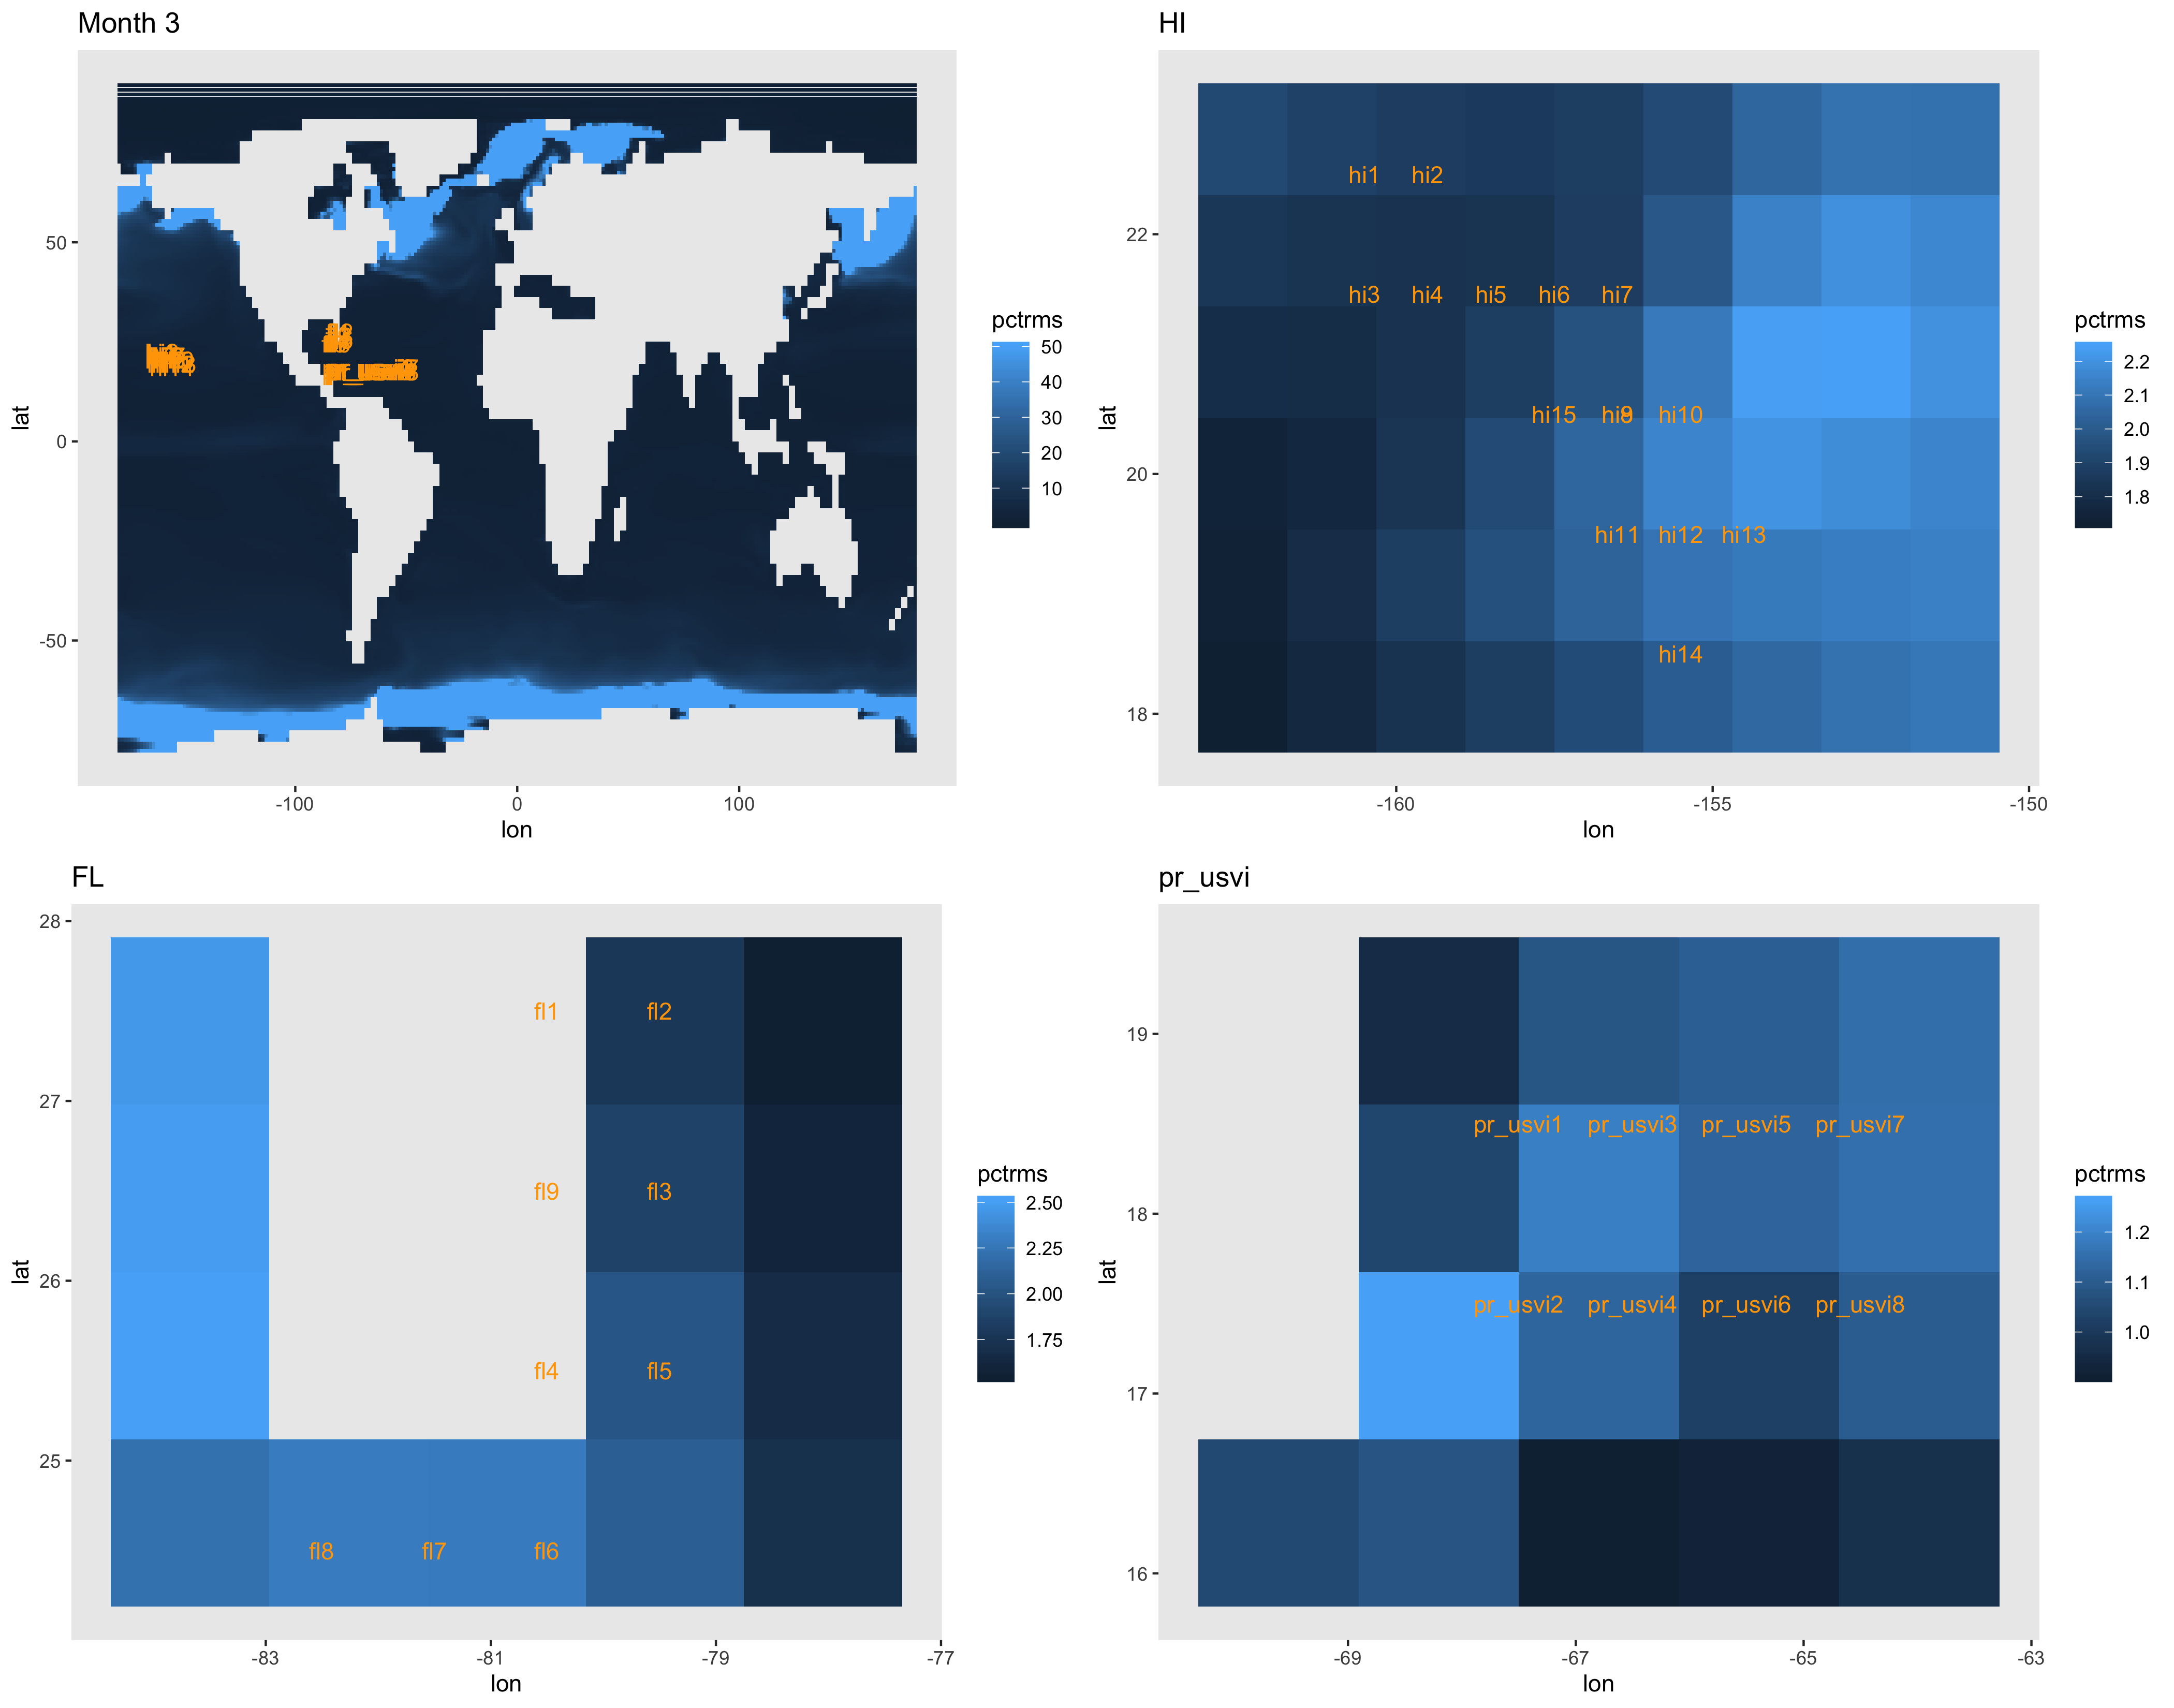 Month 3
lat
50
0
-50
-100
0
100
lon
pctrms
50
40
30
20
10
HI
lat
22
20
18
hi1 hi2
hi3 hi4 hi5 hi6 hi7
hi15 hi9 hi10
hi11 hi12 hi13
hi14
-160
-155
-150
lon
pctrms
2.2
2.1
2.0
1.9
1.8
FL
lat
28
27
26
25
fl1 fl2
fl9 fl3
fl4 fl5
fl8 fl7 fl6
-83
-81
-79
-77
lon
pctrms
2.50
2.25
2.00
1.75
pr_usvi
lat
19
18
17
16
pr_usvi1 pr_usvi3 pr_usvi5 pr_usvi7
pr_usvi2 pr_usvi4 pr_usvi6 pr_usvi8
-69
-67
-65
-63
lon
pctrms
1.2
1.1
1.0